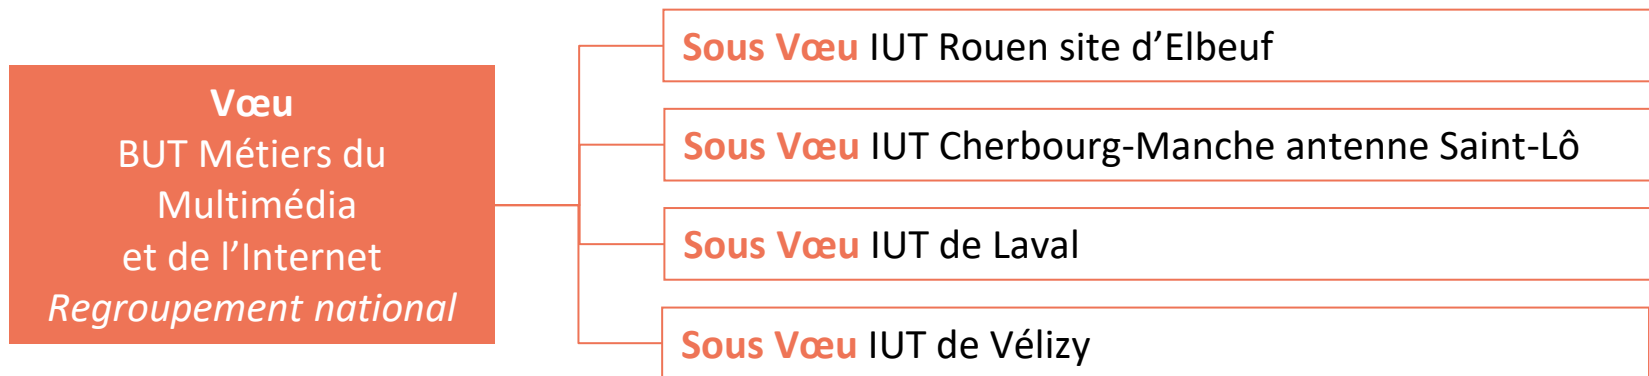 Vœu
BUT Métiers du
Multimédia
et de l’Internet
Regroupement national
Sous Vœu IUT Rouen site d’Elbeuf
Sous Vœu IUT Cherbourg-Manche antenne Saint-Lô
Sous Vœu IUT de Laval
Sous Vœu IUT de Vélizy